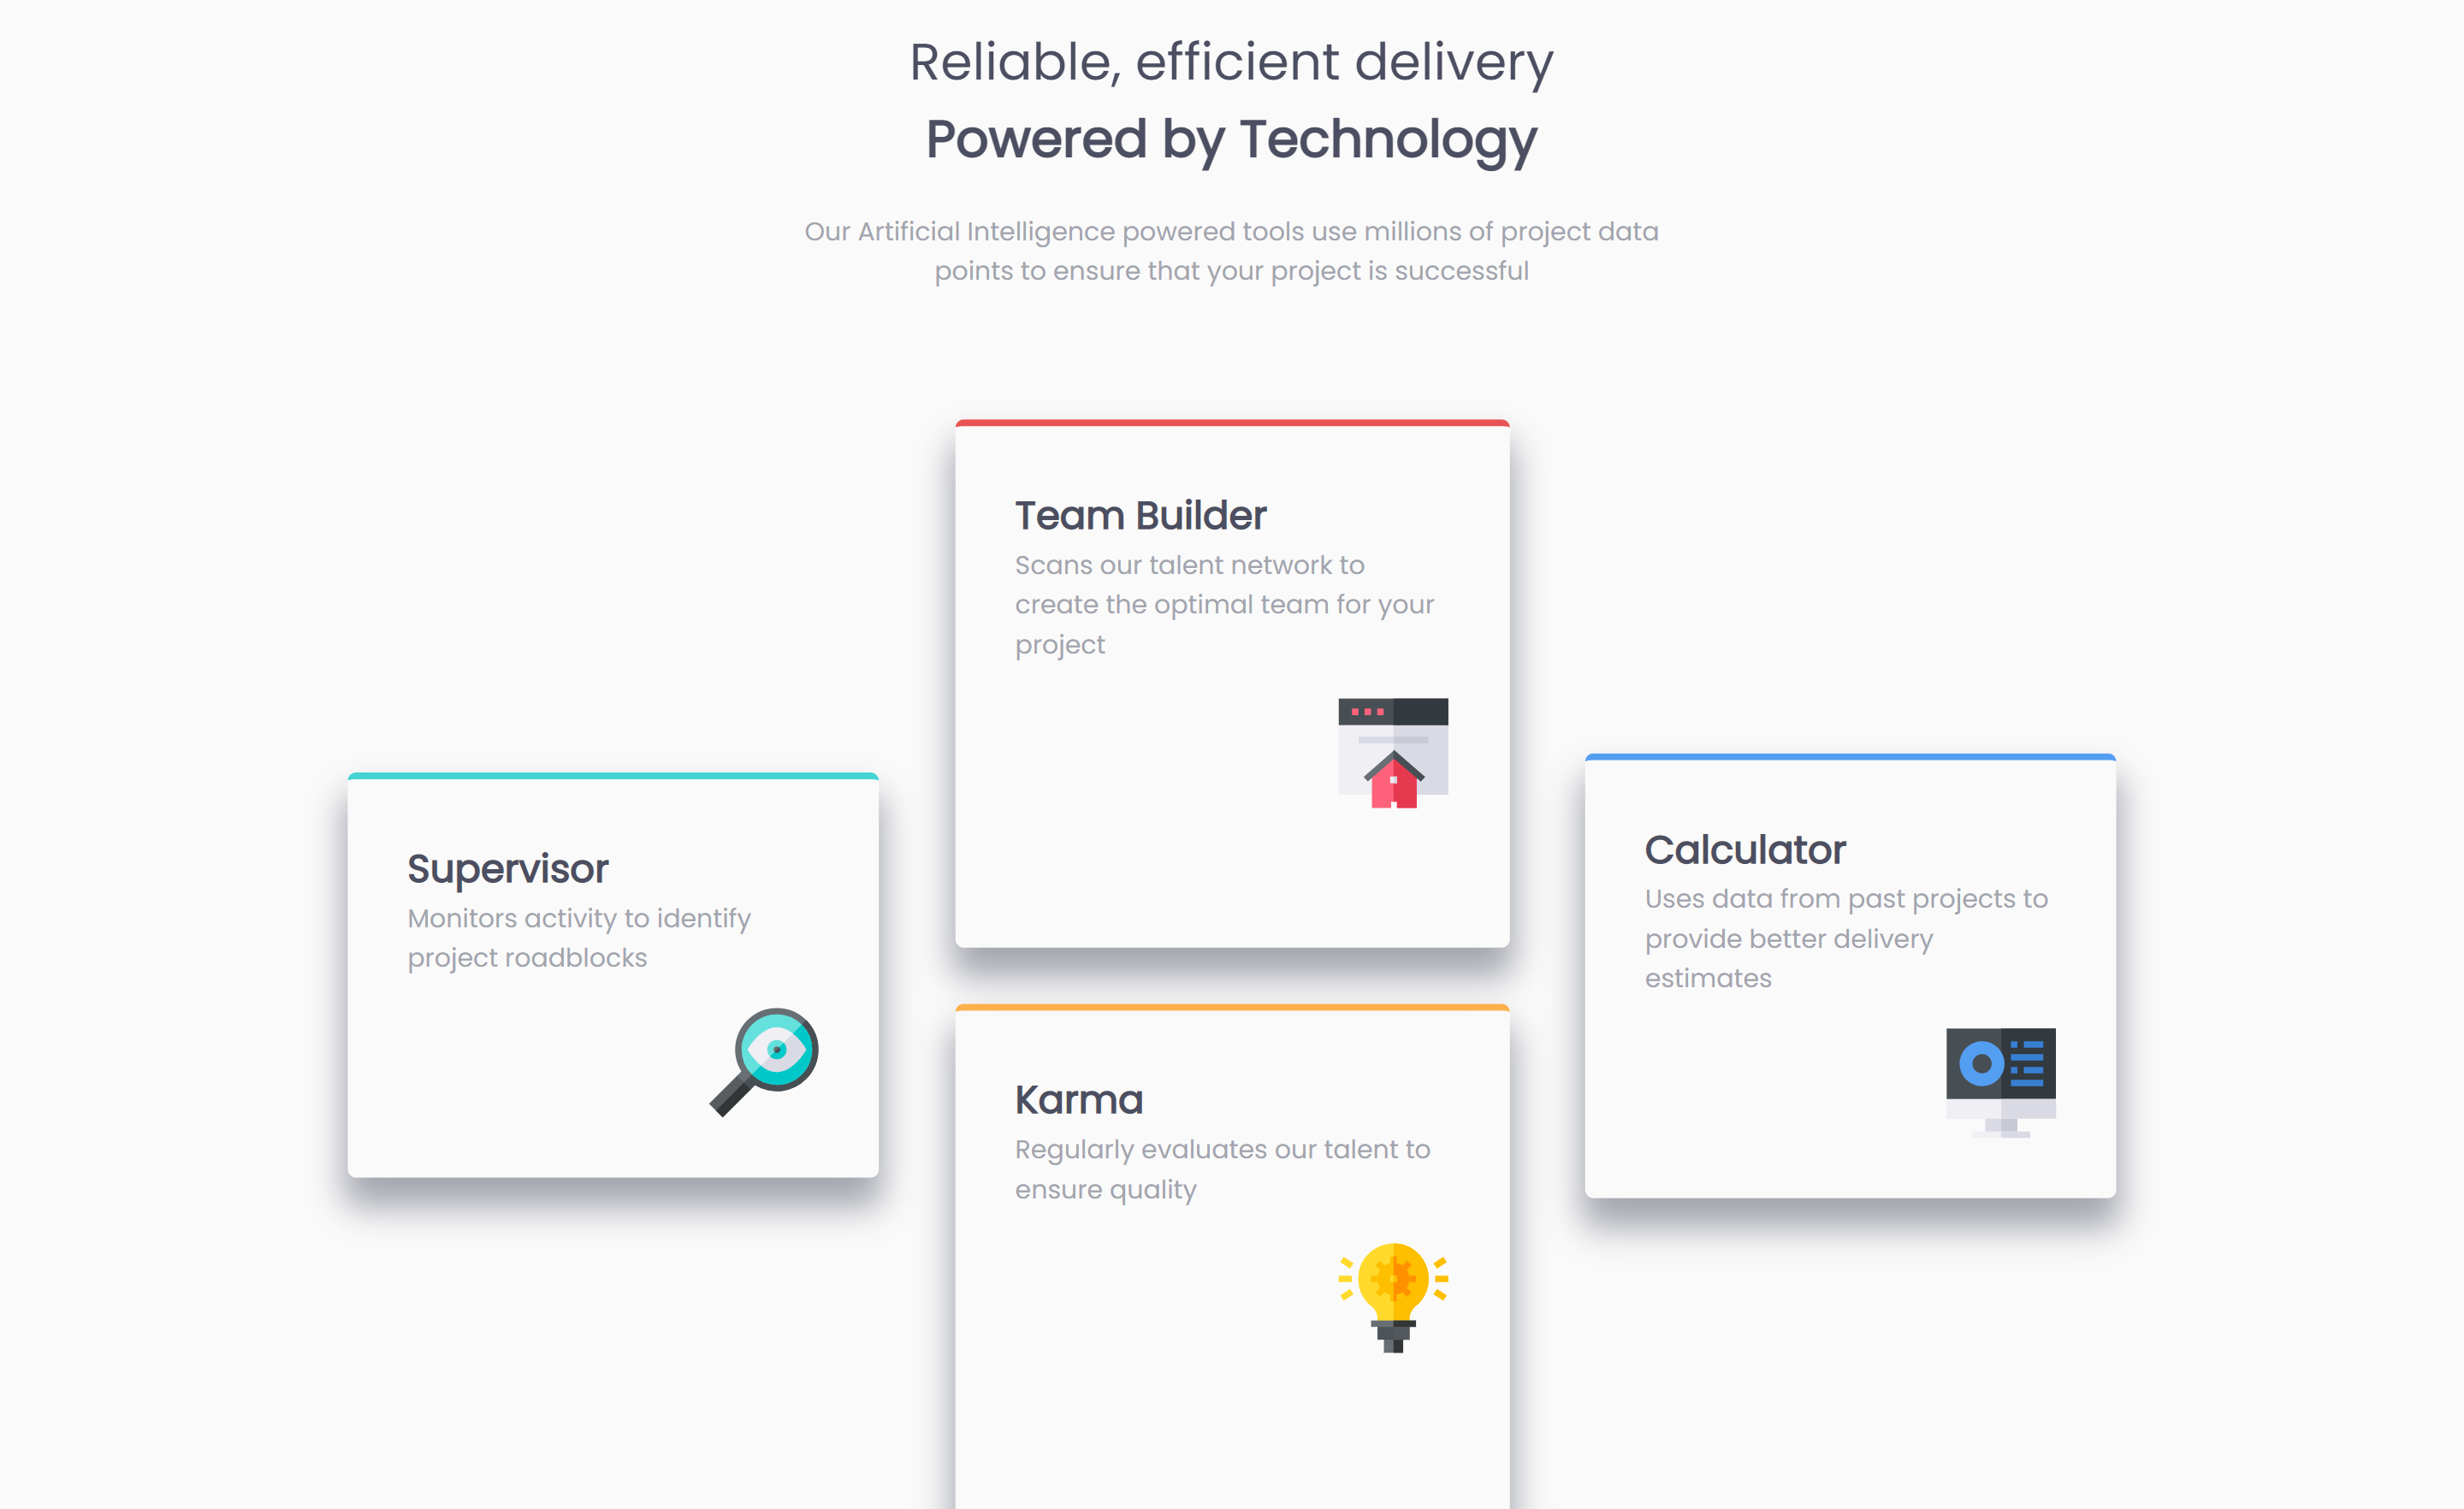 Reliable, efficient delivery
Powered by Technology
Our Artificial Intelligence powered tools use millions of project data
points to ensure that your project is successful
Team Builder
Scans our talent network to
create the optimal team for your
project
Supervisor
Monitors activity to identify
project roadblocks
Calculator
Uses data from past projects to
provide better delivery
estimates
Karma
Regularly evaluates our talent to
ensure quality